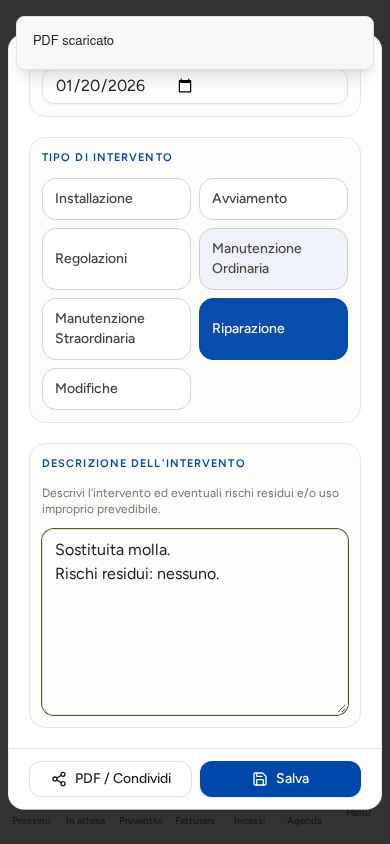 PDF scaricato
01/20/2026
TIPO DI INTERVENTO
Installazione
Avviamento
Regolazioni
Manutenzione
Ordinaria
Manutenzione
Straordinaria
Riparazione
Modifiche
DESCRIZIONE DELL'INTERVENTO
Descrivi l'intervento ed eventuali rischi residui e/o uso
improprio prevedibile.
Sostituita molla.
Rischi residui: nessuno.
PDF / Condividi
Salva
In attesa
Preventivi
Incassi
Agenda
Menu